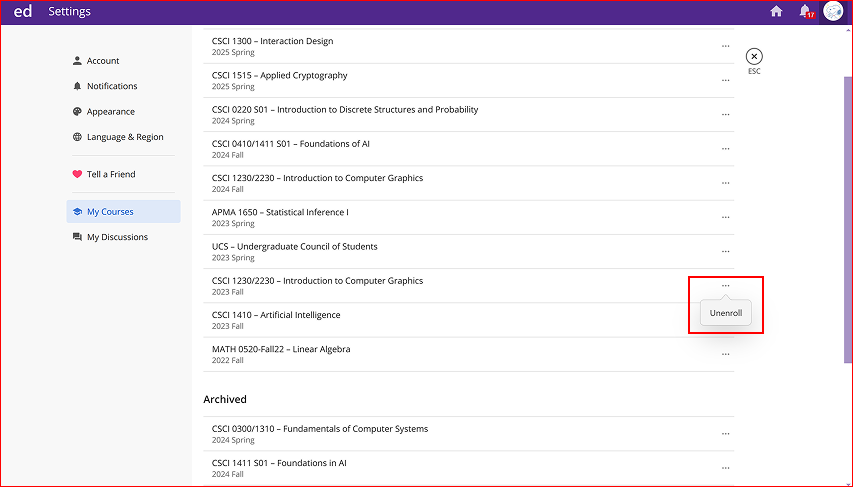 ed Settings
17
Account
Notifications
Appearance
Language & Region
Tell a Friend
My Courses
My Discussions
CSCI 1300 – Interaction Design
2025 Spring
CSCI 1515 – Applied Cryptography
2025 Spring
CSCI 0220 S01 – Introduction to Discrete Structures and Probability
2024 Spring
CSCI 0410/1411 S01 – Foundations of AI
2024 Fall
CSCI 1230/2230 – Introduction to Computer Graphics
2024 Fall
APMA 1650 – Statistical Inference I
2023 Spring
UCS – Undergraduate Council of Students
2023 Spring
CSCI 1230/2230 – Introduction to Computer Graphics
2023 Fall
Unenroll
CSCI 1410 – Artificial Intelligence
2023 Fall
MATH 0520-Fall22 – Linear Algebra
2022 Fall
Archived
CSCI 0300/1310 – Fundamentals of Computer Systems
2024 Spring
CSCI 1411 S01 – Foundations in AI
2024 Fall
ESC